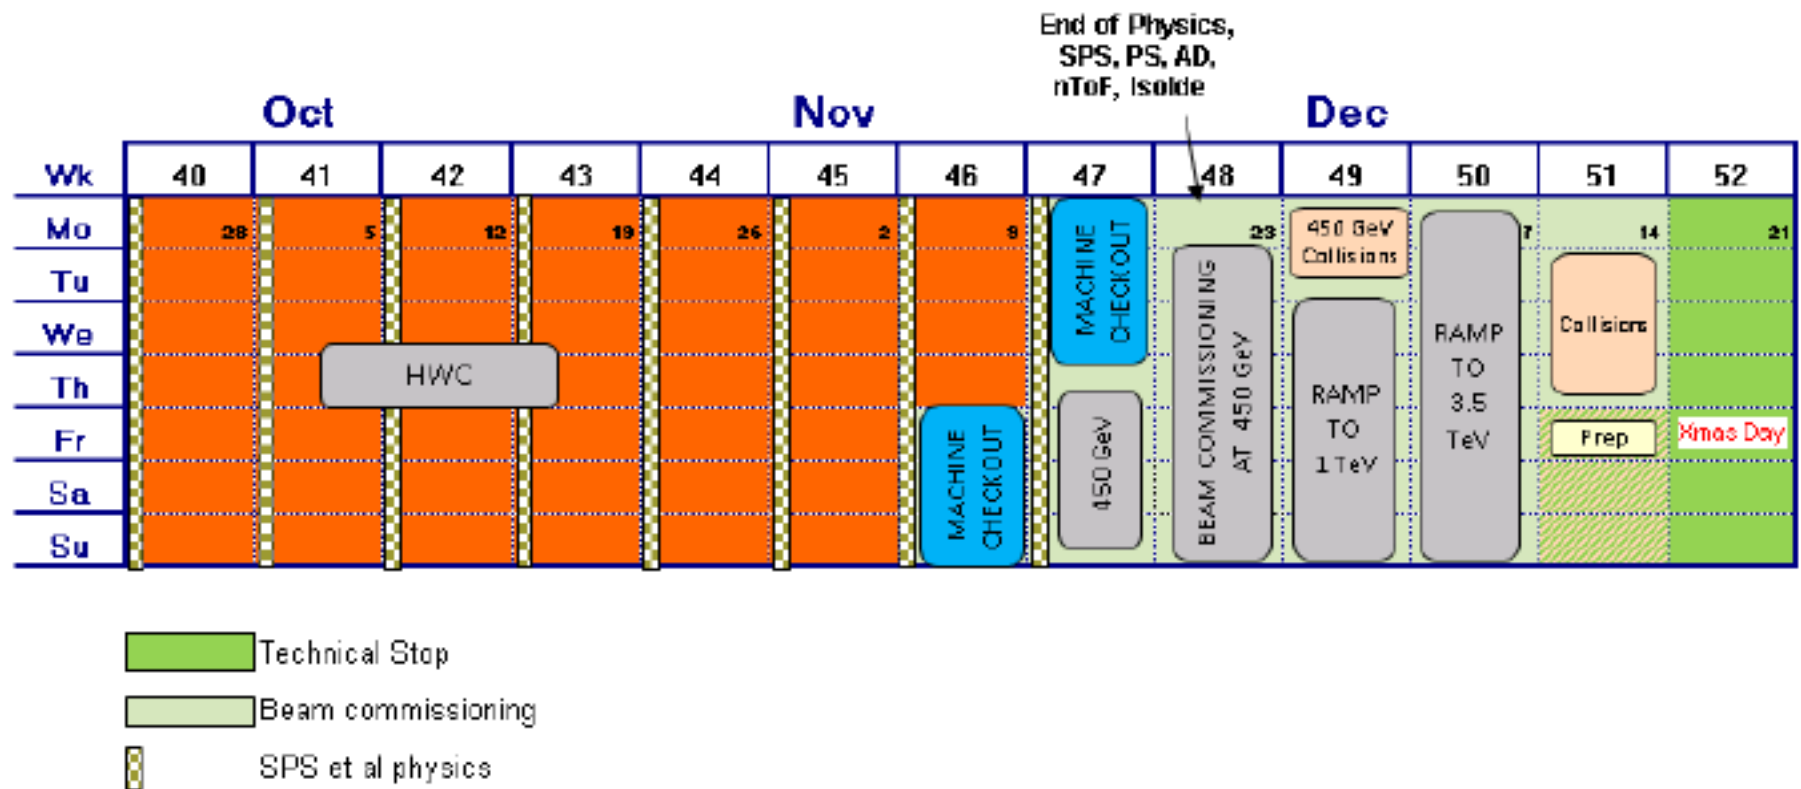 End of Physics,
SPS, PS, AD,
nToF, Isolde
Oct Nov Dec
Wk 40 41 42 43 44 45 46 47 48 49 50 51 52
Mo 28 5 12 19 26 2 9 23 7 14 21
Tu
We
Th
Fr
Sa
Su
HWC
MACHINE
CHECKOUT
MACHINE
CHECKOUT
450 GeV
BEAM COMMISSIONING
AT 450 GeV
450 GeV
Collisions
RAMP
TO
1 TeV
RAMP
TO
3.5
TeV
Collisions
Prep
Xmas Day
Technical Stop
Beam commissioning
SPS et al physics